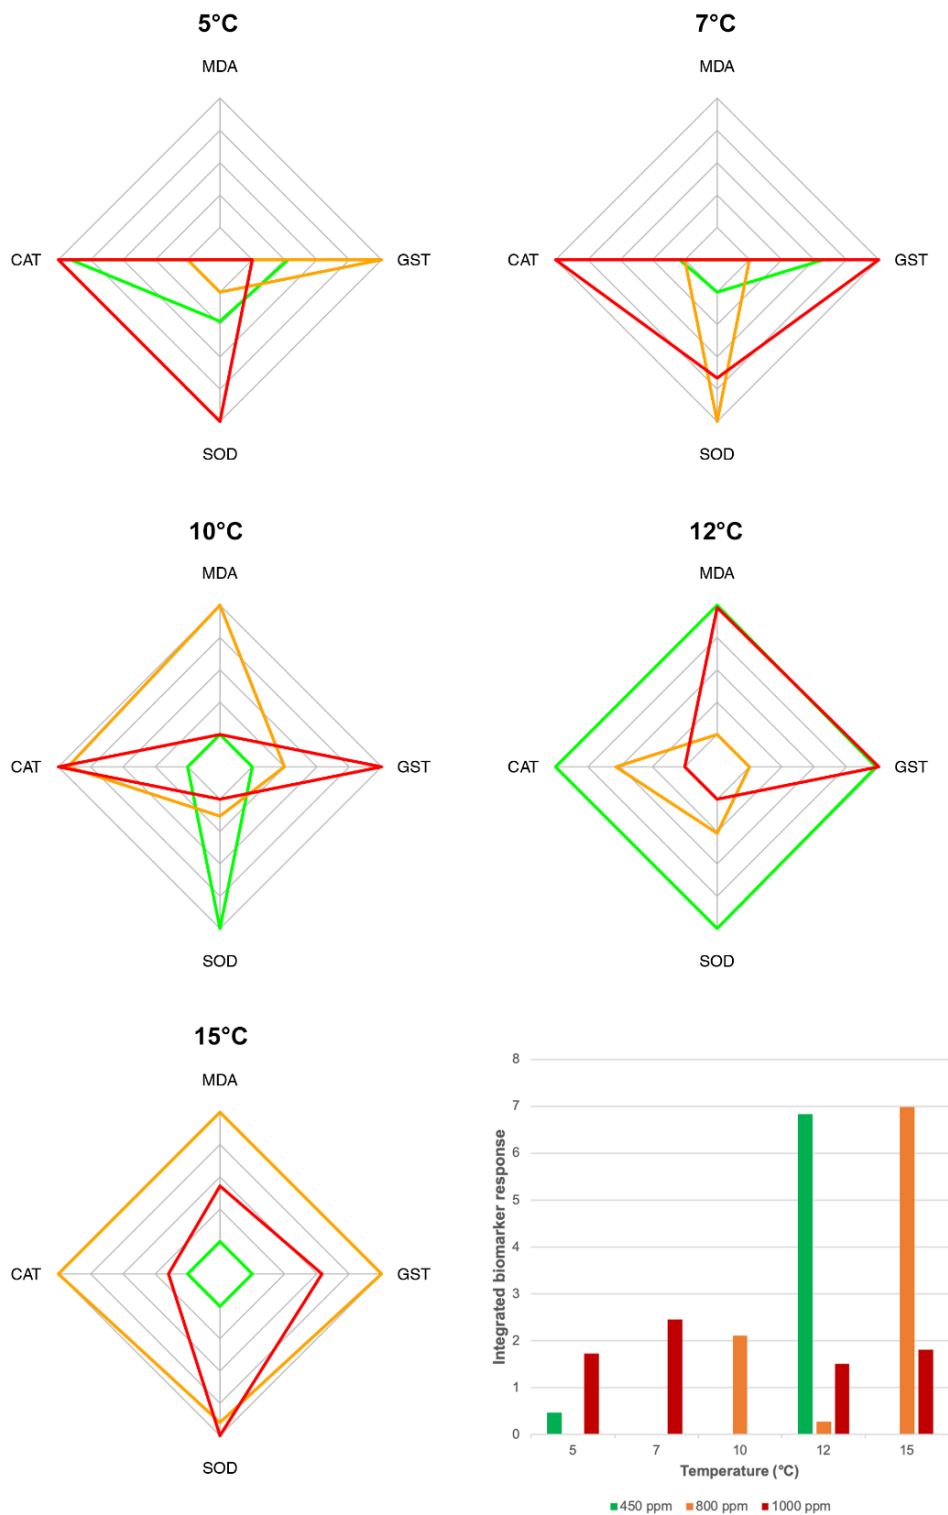 5°C
MDA
CAT
GST
SOD
7°C
MDA
CAT
GST
SOD
10°C
MDA
CAT
GST
SOD
12°C
MDA
CAT
GST
SOD
15°C
MDA
CAT
GST
SOD
Integrated biomarker response
8
7
6
5
4
3
2
1
0
5 7 10 12 15
Temperature (°C)
450 ppm 800 ppm 1000 ppm